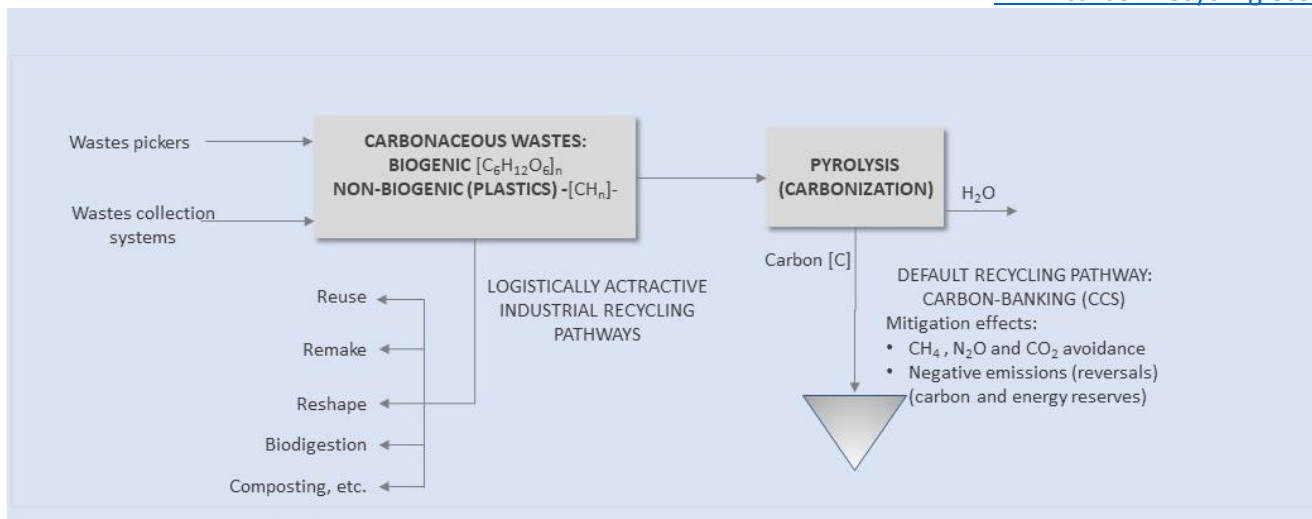 Wastes pickers
Wastes collection
systems
CARBONACEOUS WASTES:
BIOGENIC [C₆H₁₂O₆]ₙ
NON-BIOGENIC (PLASTICS) -[CHₙ]-
PYROLYSIS
(CARBONIZATION)
H₂O
Carbon [C]
LOGISTICALLY ACTRACTIVE
INDUSTRIAL RECYCLING
PATHWAYS
Reuse
Remake
Reshape
Biodigestion
Composting, etc.
DEFAULT RECYCLING PATHWAY:
CARBON-BANKING (CCS)
Mitigation effects:
• CH₄ , N₂O and CO₂ avoidance
• Negative emissions (reversals)
(carbon and energy reserves)